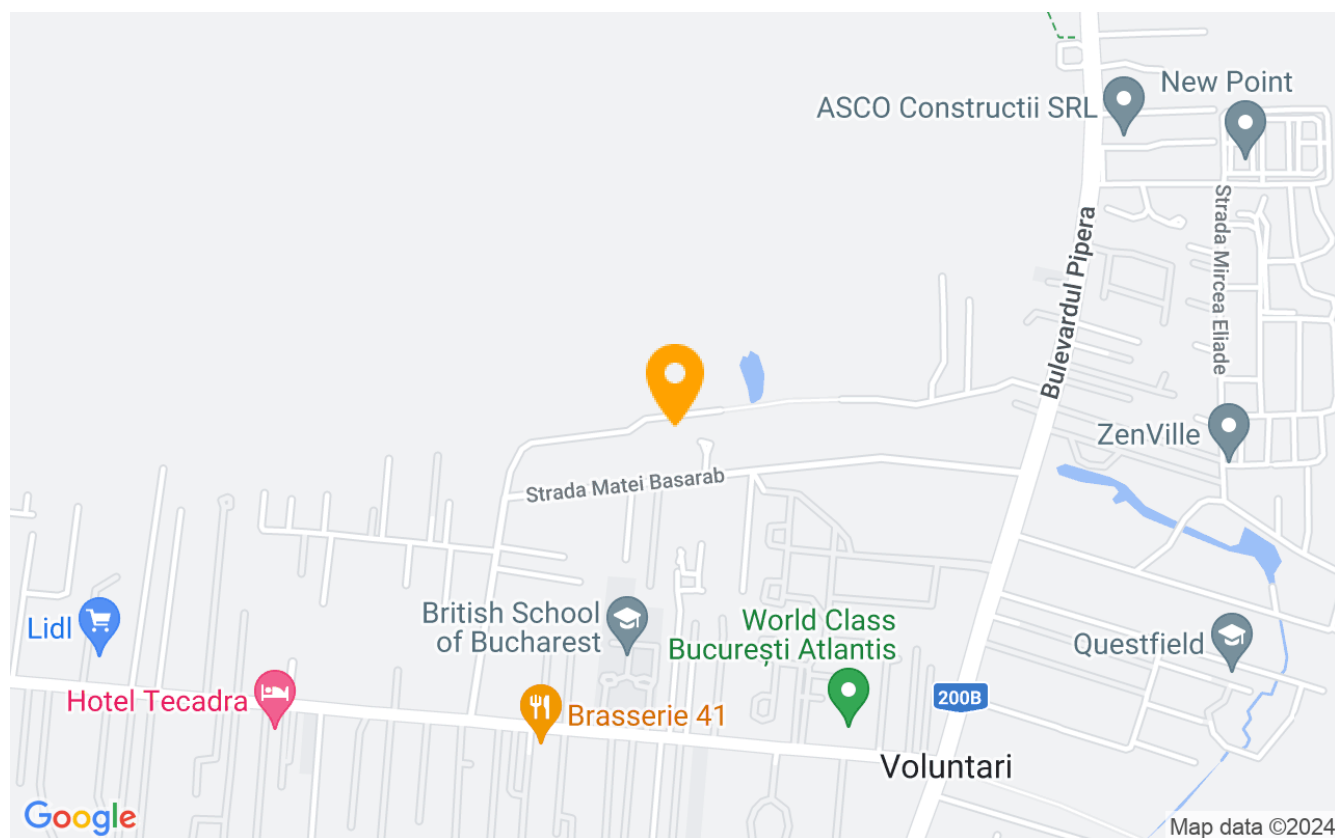 New Point
ASCO Constructii SRL
Strada Mircea Eliade
Bulevardul Pipera
ZenVille
Strada Matei Basarab
British School
of Bucharest
World Class
București Atlantis
Lidl
Questfield
Hotel Tecadra
200B
Brasserie 41
Voluntari
Google
Map data ©2024